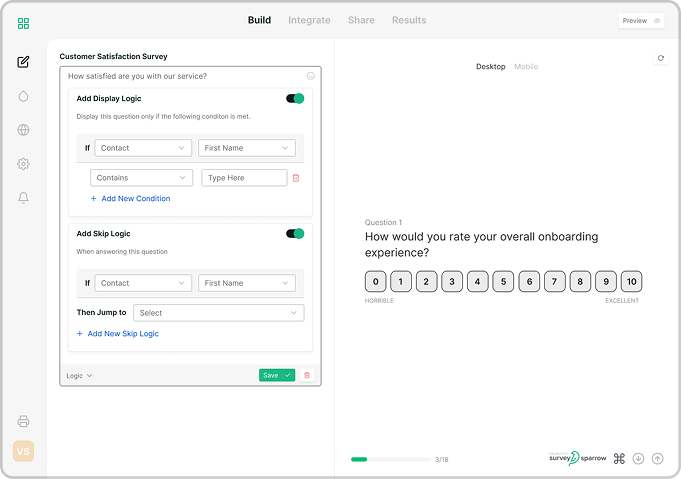 Build Integrate Share Results
Preview
Customer Satisfaction Survey
How satisfied are you with our service?
Add Display Logic
Display this question only if the following conditon is met.
If Contact First Name
Contains Type Here
+ Add New Condition
Add Skip Logic
When answering this question
If Contact First Name
Then Jump to Select
+ Add New Skip Logic
Logic Save
VS
Desktop Mobile
Question 1
How would you rate your overall onboarding
experience?
0 1 2 3 4 5 6 7 8 9 10
HORRIBLE EXCELLENT
3/18
survey sparrow